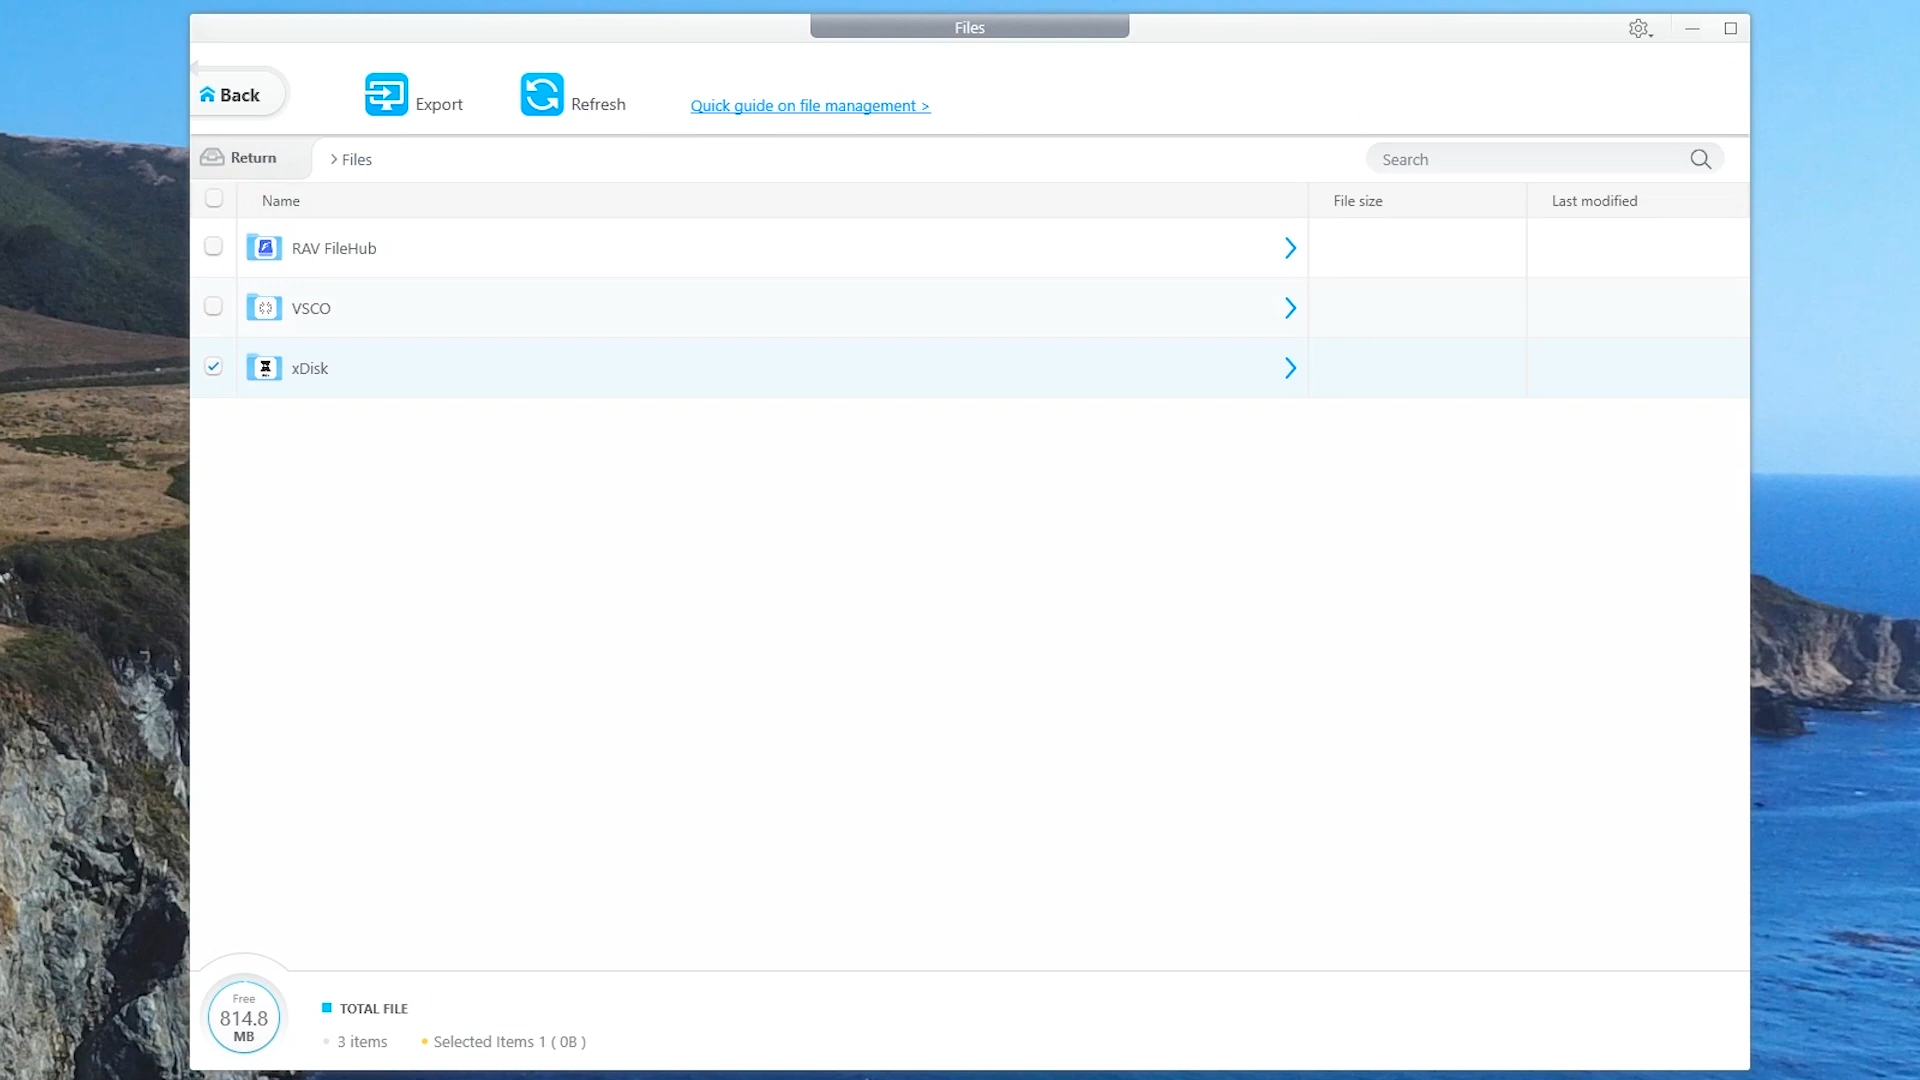 Files
Back
Export
Refresh
Quick guide on file management >
Return
> Files
Search
Name
File size
Last modified
RAV FileHub
VSCO
xDisk
Free
814.8
MB
TOTAL FILE
3 items
Selected Items 1 ( 0B )